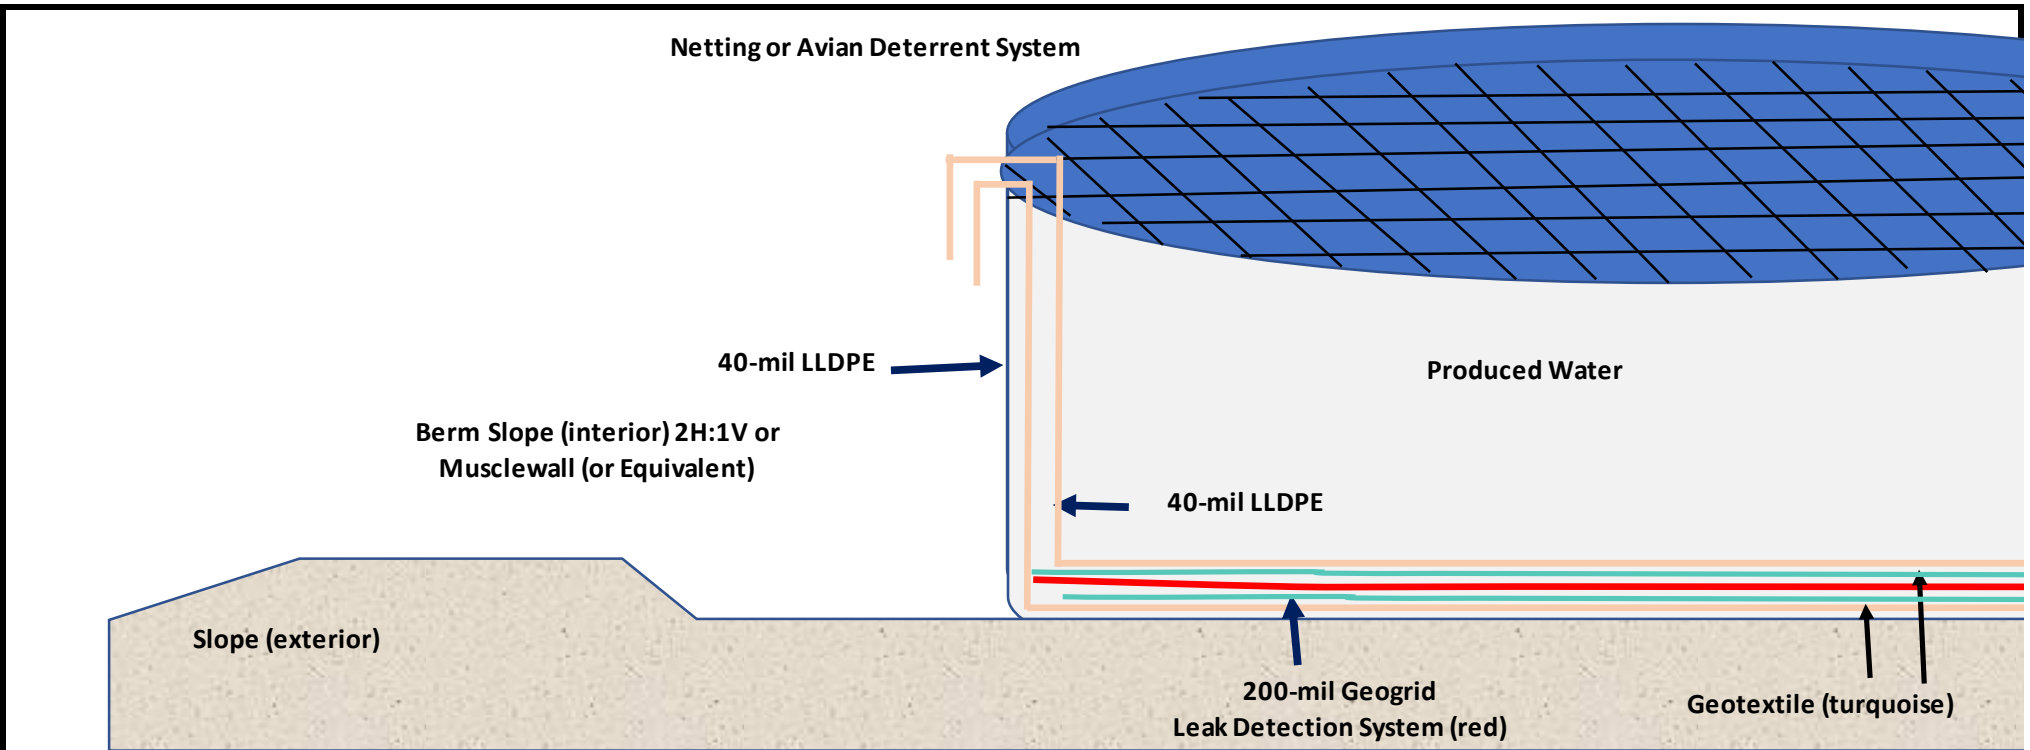 Netting or Avian Deterrent System
40-mil LLDPE
Produced Water
Berm Slope (interior) 2H:1V or
Musclewall (or Equivalent)
40-mil LLDPE
Slope (exterior)
200-mil Geogrid
Leak Detection System (red)
Geotextile (turquoise)